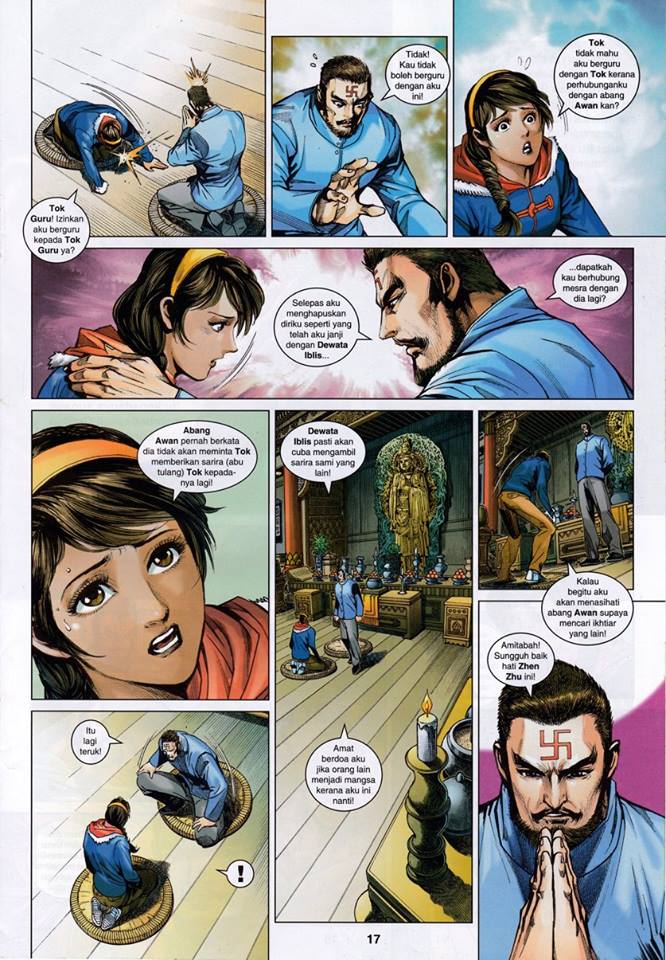 Tok
Guru! Izinkan
aku berguru
kepada Tok
Guru ya?
Tidak!
Kau tidak
boleh berguru
dengan aku
ini!
Tok
tidak mahu
aku berguru
dengan Tok kerana
perhubunganku
dengan abang
Awan kan?
Selepas aku
menghapuskan
diriku seperti yang
telah aku janji
dengan Dewata
Iblis...
...dapatkah
kau berhubung
mesra dengan
dia lagi?
Abang
Awan pernah berkata
dia tidak akan meminta Tok
memberikan sarira (abu
tulang) Tok kepada-
nya lagi!
Itu
lagi
teruk!
!
Dewata
Iblis pasti akan
cuba mengambil
sarira sami yang
lain!
Amat
berdoa aku
jika orang lain
menjadi mangsa
kerana aku ini
nanti!
Kalau
begitu aku
akan menasihati
abang Awan supaya
mencari ikhtiar
yang lain!
Amitabah!
Sungguh baik
hati Zhen
Zhu ini!
17